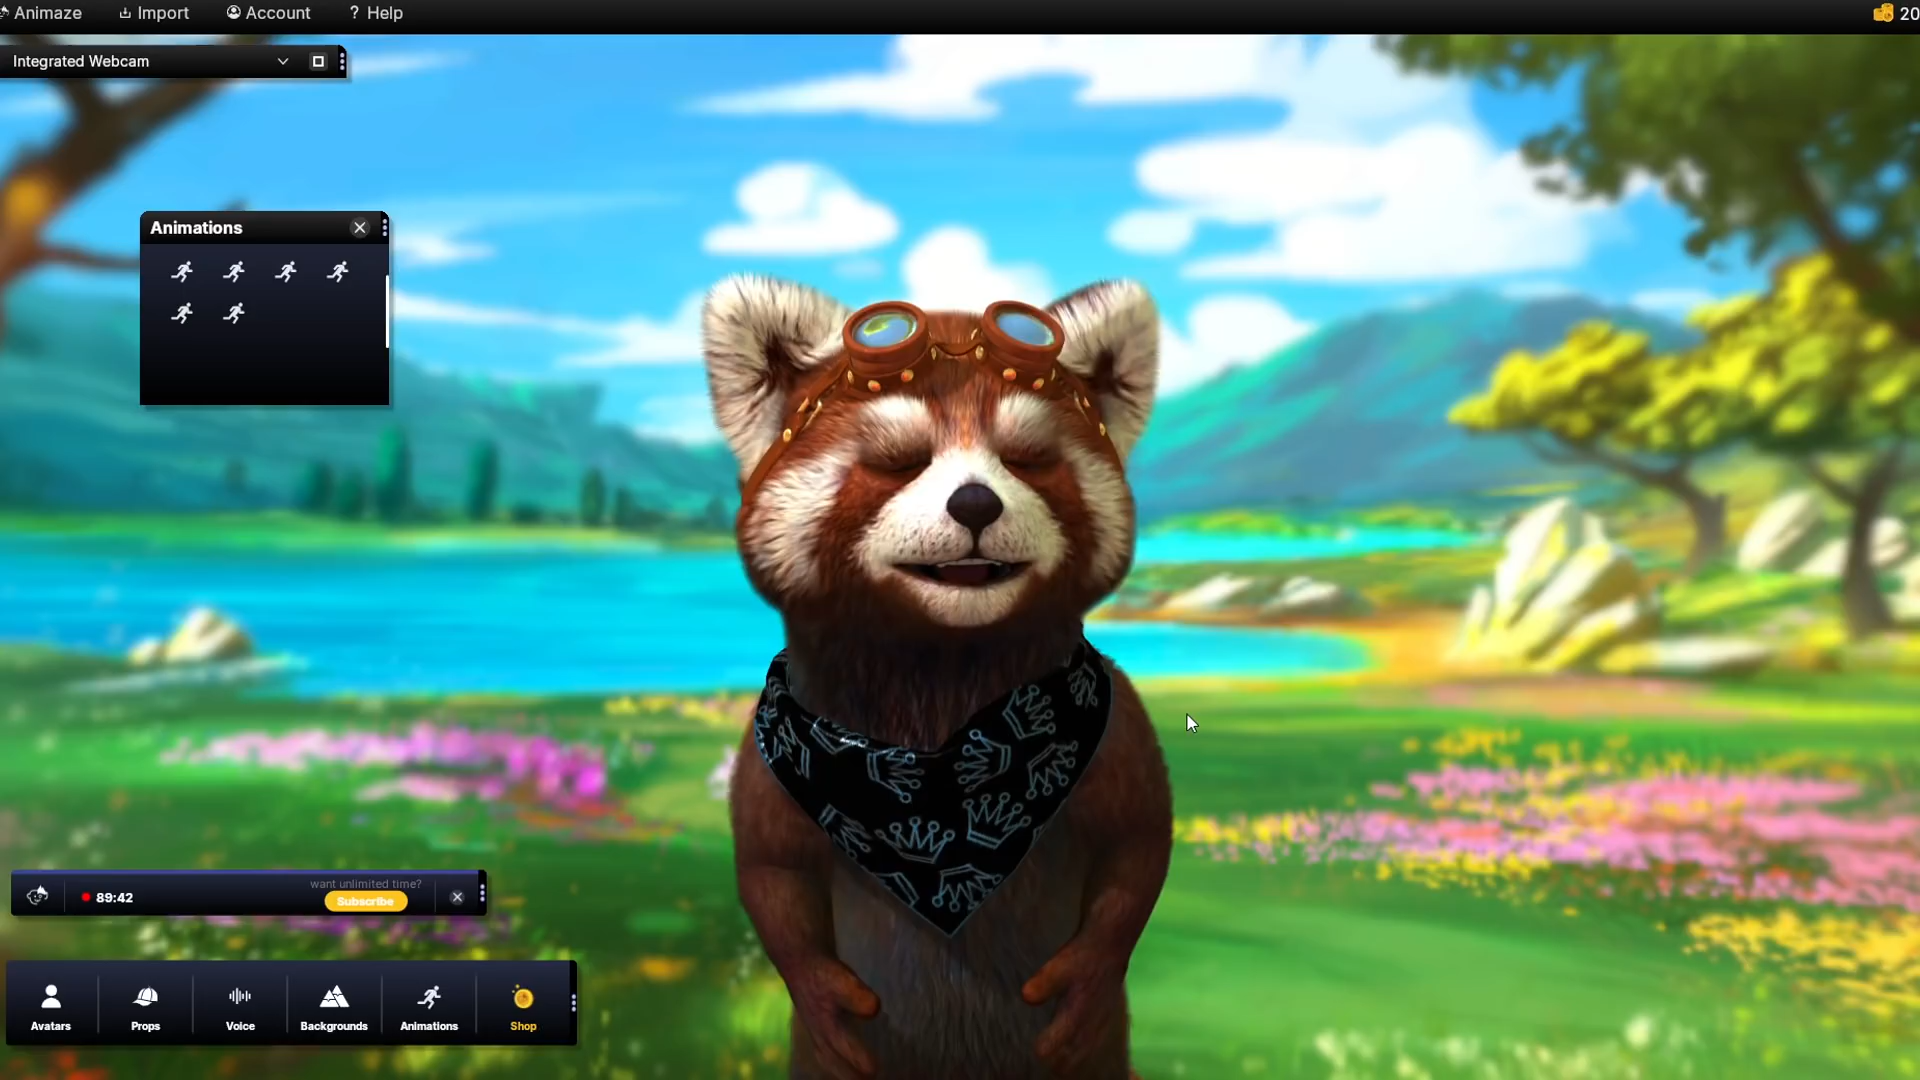 Animaze Import Account ? Help 20
Integrated Webcam
Animations
want unlimited time?
89:42 Subscribe
Avatars Props Voice Backgrounds Animations Shop